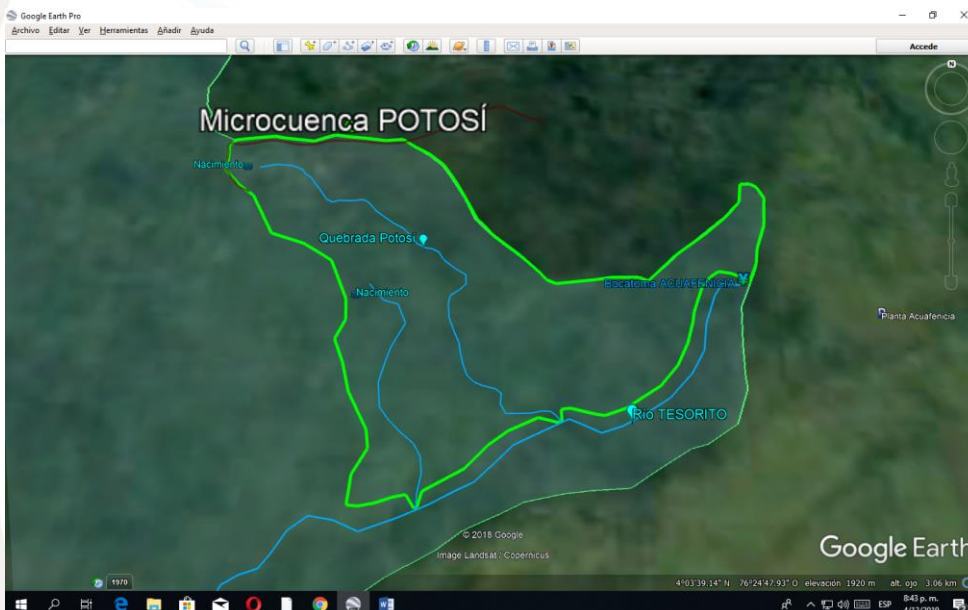 Google Earth Pro
Archivo Editar Ver Herramientas Añadir Ayuda
Accede
N
Microcuenca POTOSÍ
Nacimiento
Quebrada Potosí
Nacimiento
Bocatoma ACUAFENICIA
Planta Acuafenicia
Río TESORITO
© 2018 Google
Image Landsat / Copernicus
Google Earth
1970
4°03'39.14" N 76°24'47.93" O elevación 1920 m alt. ojo 3.06 km
ESP
8:43 p. m.